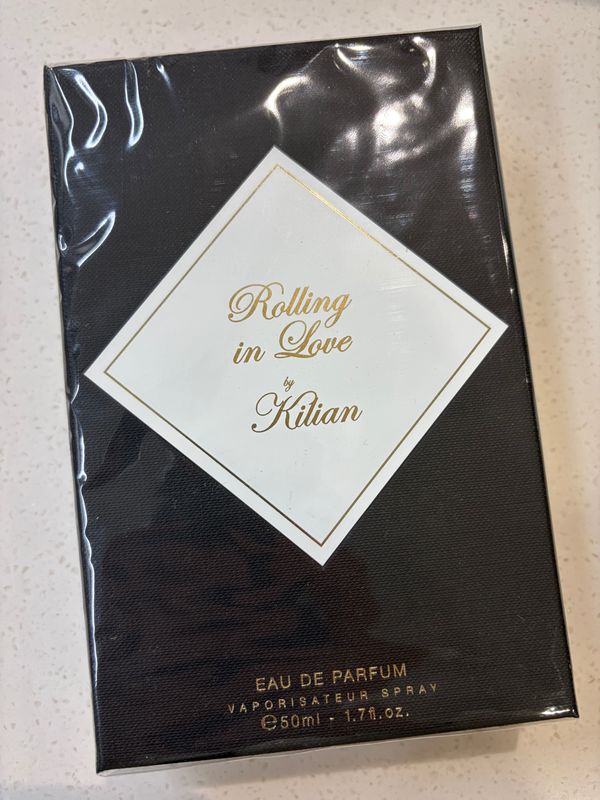 Rolling
in Love
by
Kilian
EAU DE PARFUM
VAPORISATEUR SPRAY
℮50ml - 1.7fl.oz.